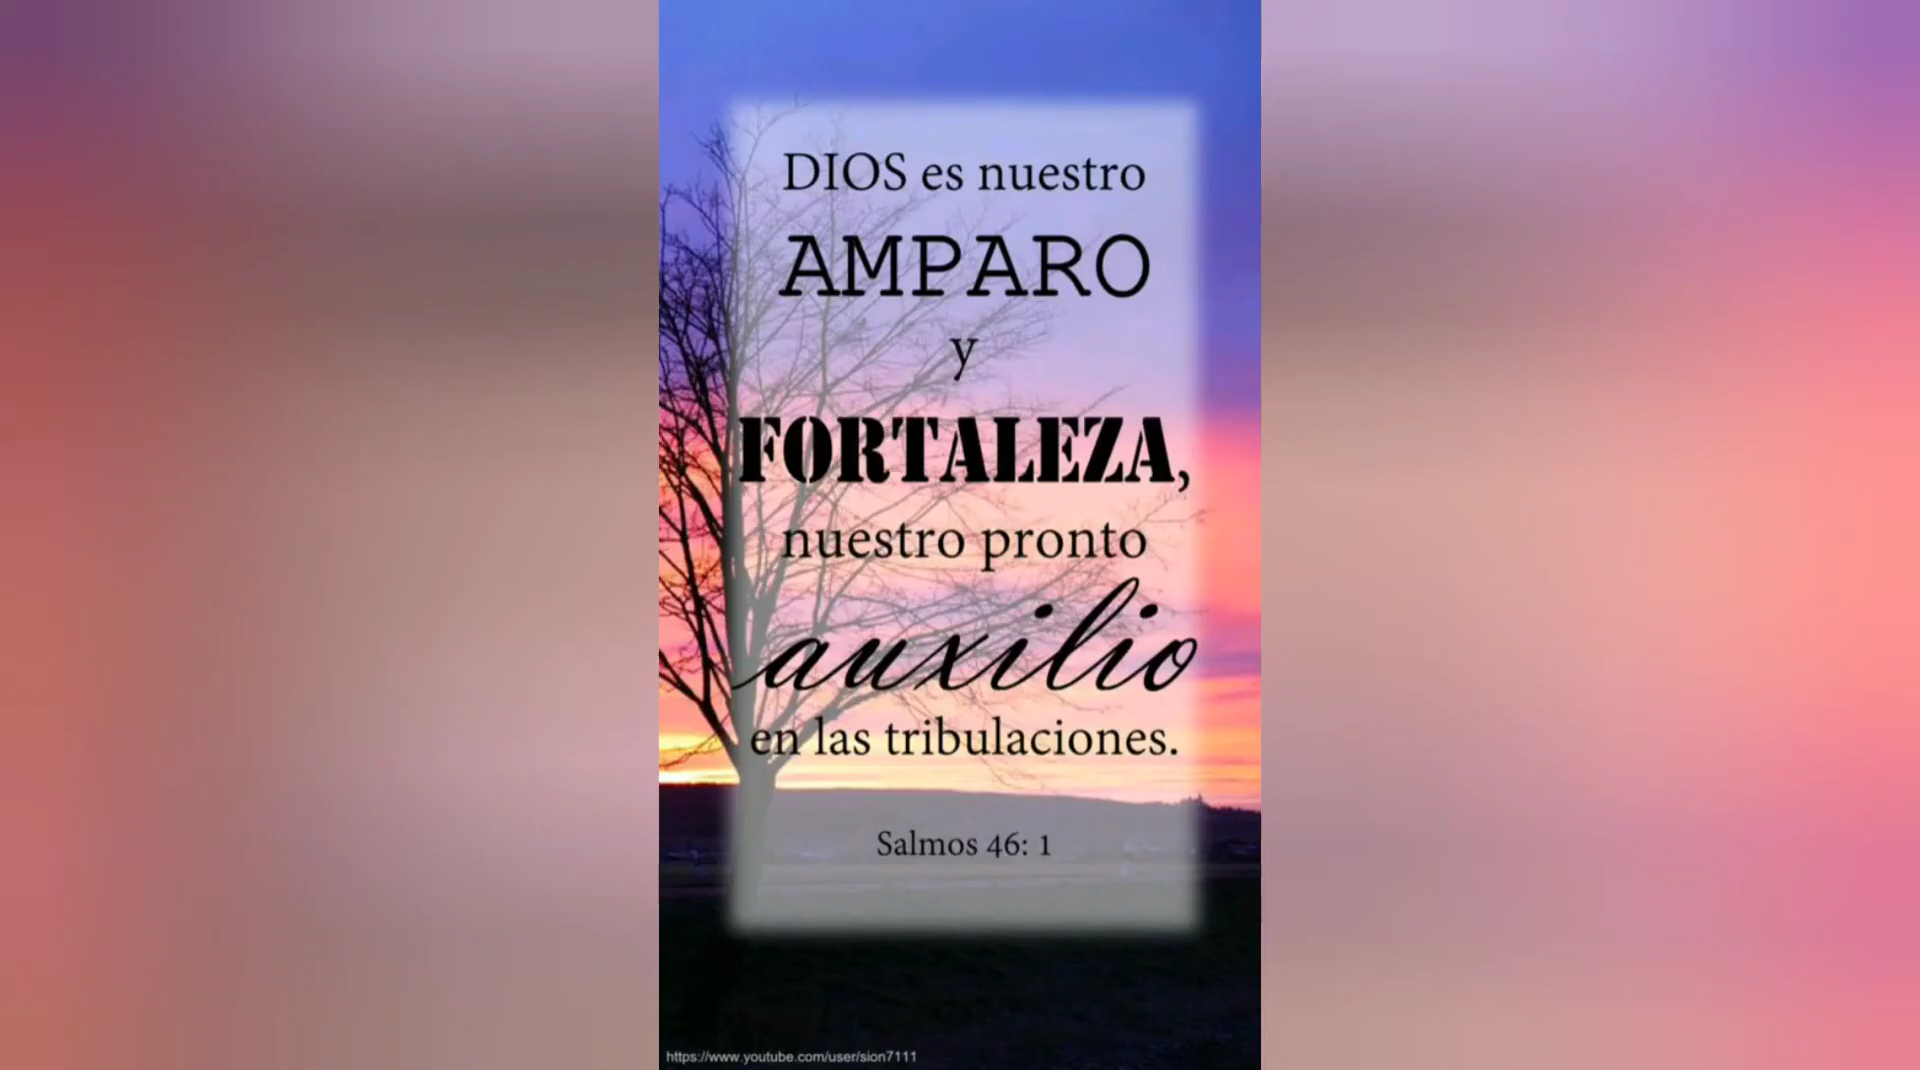 DIOS es nuestro
AMPARO
y
FORTALEZA,
nuestro pronto
auxilio
en las tribulaciones.
Salmos 46: 1
https://www.youtube.com/user/sion7111